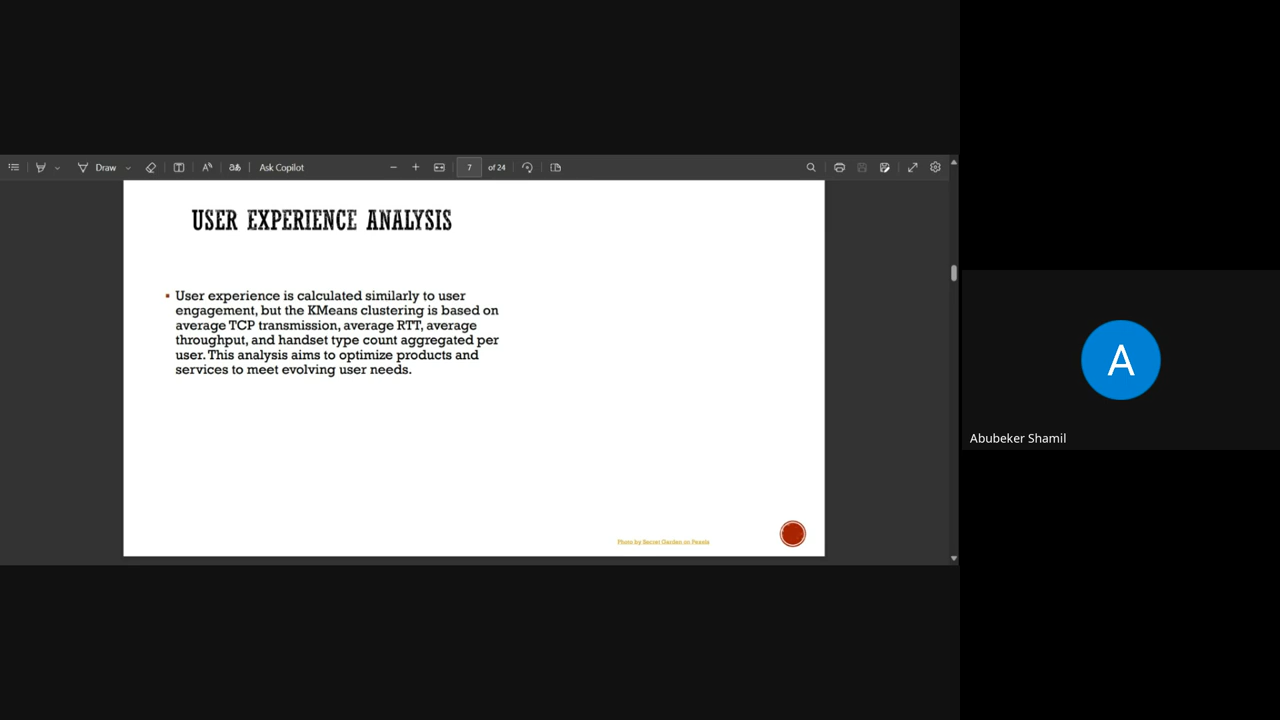 Draw
Ask Copilot
7 of 24
USER EXPERIENCE ANALYSIS
▪ User experience is calculated similarly to user
engagement, but the KMeans clustering is based on
average TCP transmission, average RTT, average
throughput, and handset type count aggregated per
user. This analysis aims to optimize products and
services to meet evolving user needs.
Photo by Secret Garden on Pexels
A
Abubeker Shamil